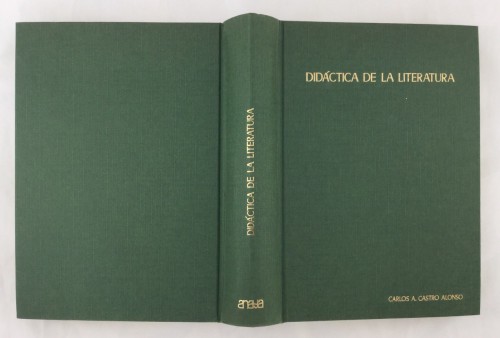 DIDÁCTICA DE LA LITERATURA
anaya
DIDÁCTICA DE LA LITERATURA
CARLOS A. CASTRO ALONSO